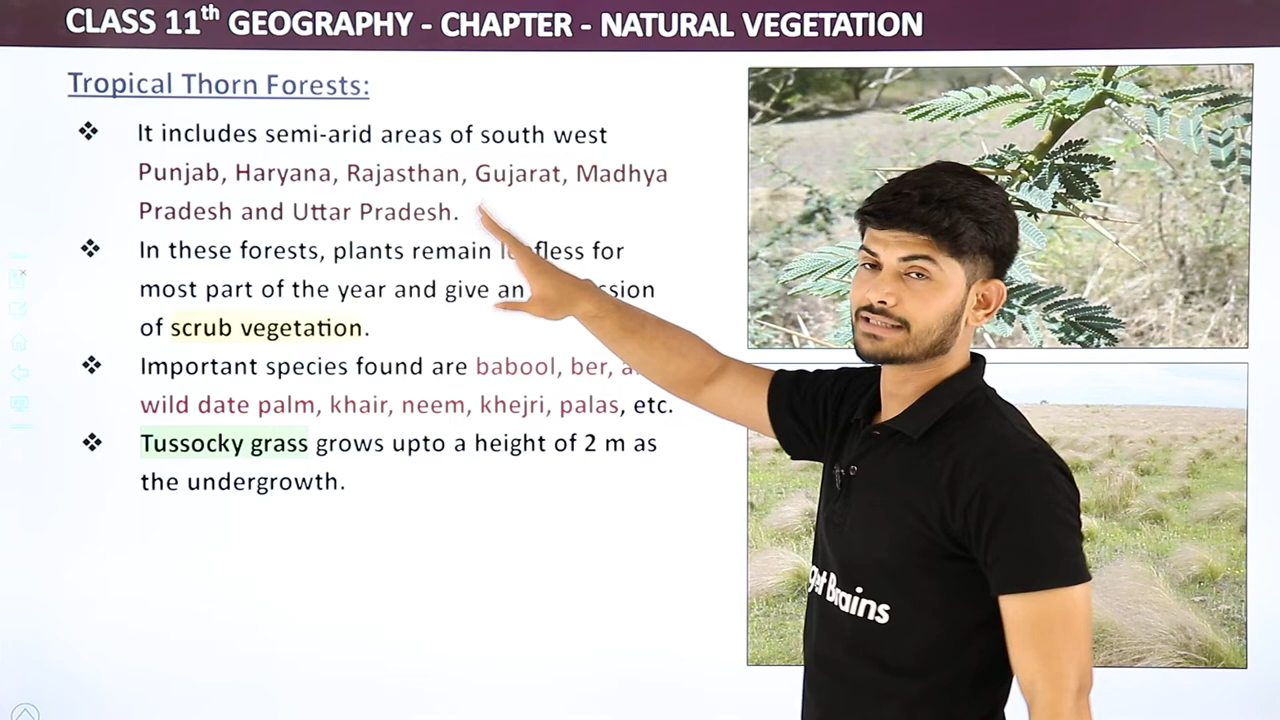 CLASS 11th GEOGRAPHY - CHAPTER - NATURAL VEGETATION
Tropical Thorn Forests:
❖ It includes semi-arid areas of south west
Punjab, Haryana, Rajasthan, Gujarat, Madhya
Pradesh and Uttar Pradesh.
❖ In these forests, plants remain for
most part of the year and give an
of scrub vegetation.
❖ Important species found are babool, ber,
wild date palm, khair, neem, khejri, palas, etc.
❖ Tussocky grass grows upto a height of 2 m as
the undergrowth.
Brains